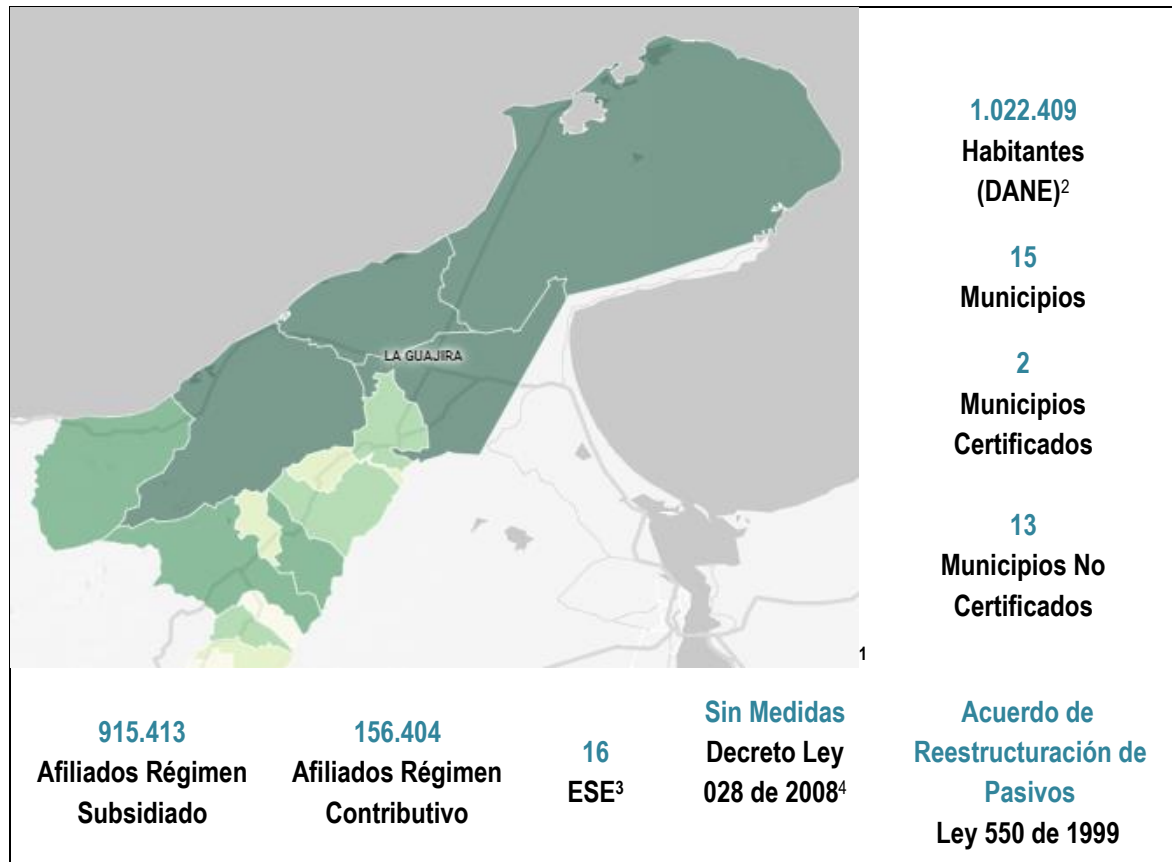 LA GUAJIRA
1.022.409
Habitantes
(DANE)2
15
Municipios
2
Municipios
Certificados
13
Municipios No
Certificados
1
915.413
Afiliados Régimen
Subsidiado
156.404
Afiliados Régimen
Contributivo
16
ESE3
Sin Medidas
Decreto Ley
028 de 20084
Acuerdo de
Reestructuración de
Pasivos
Ley 550 de 1999